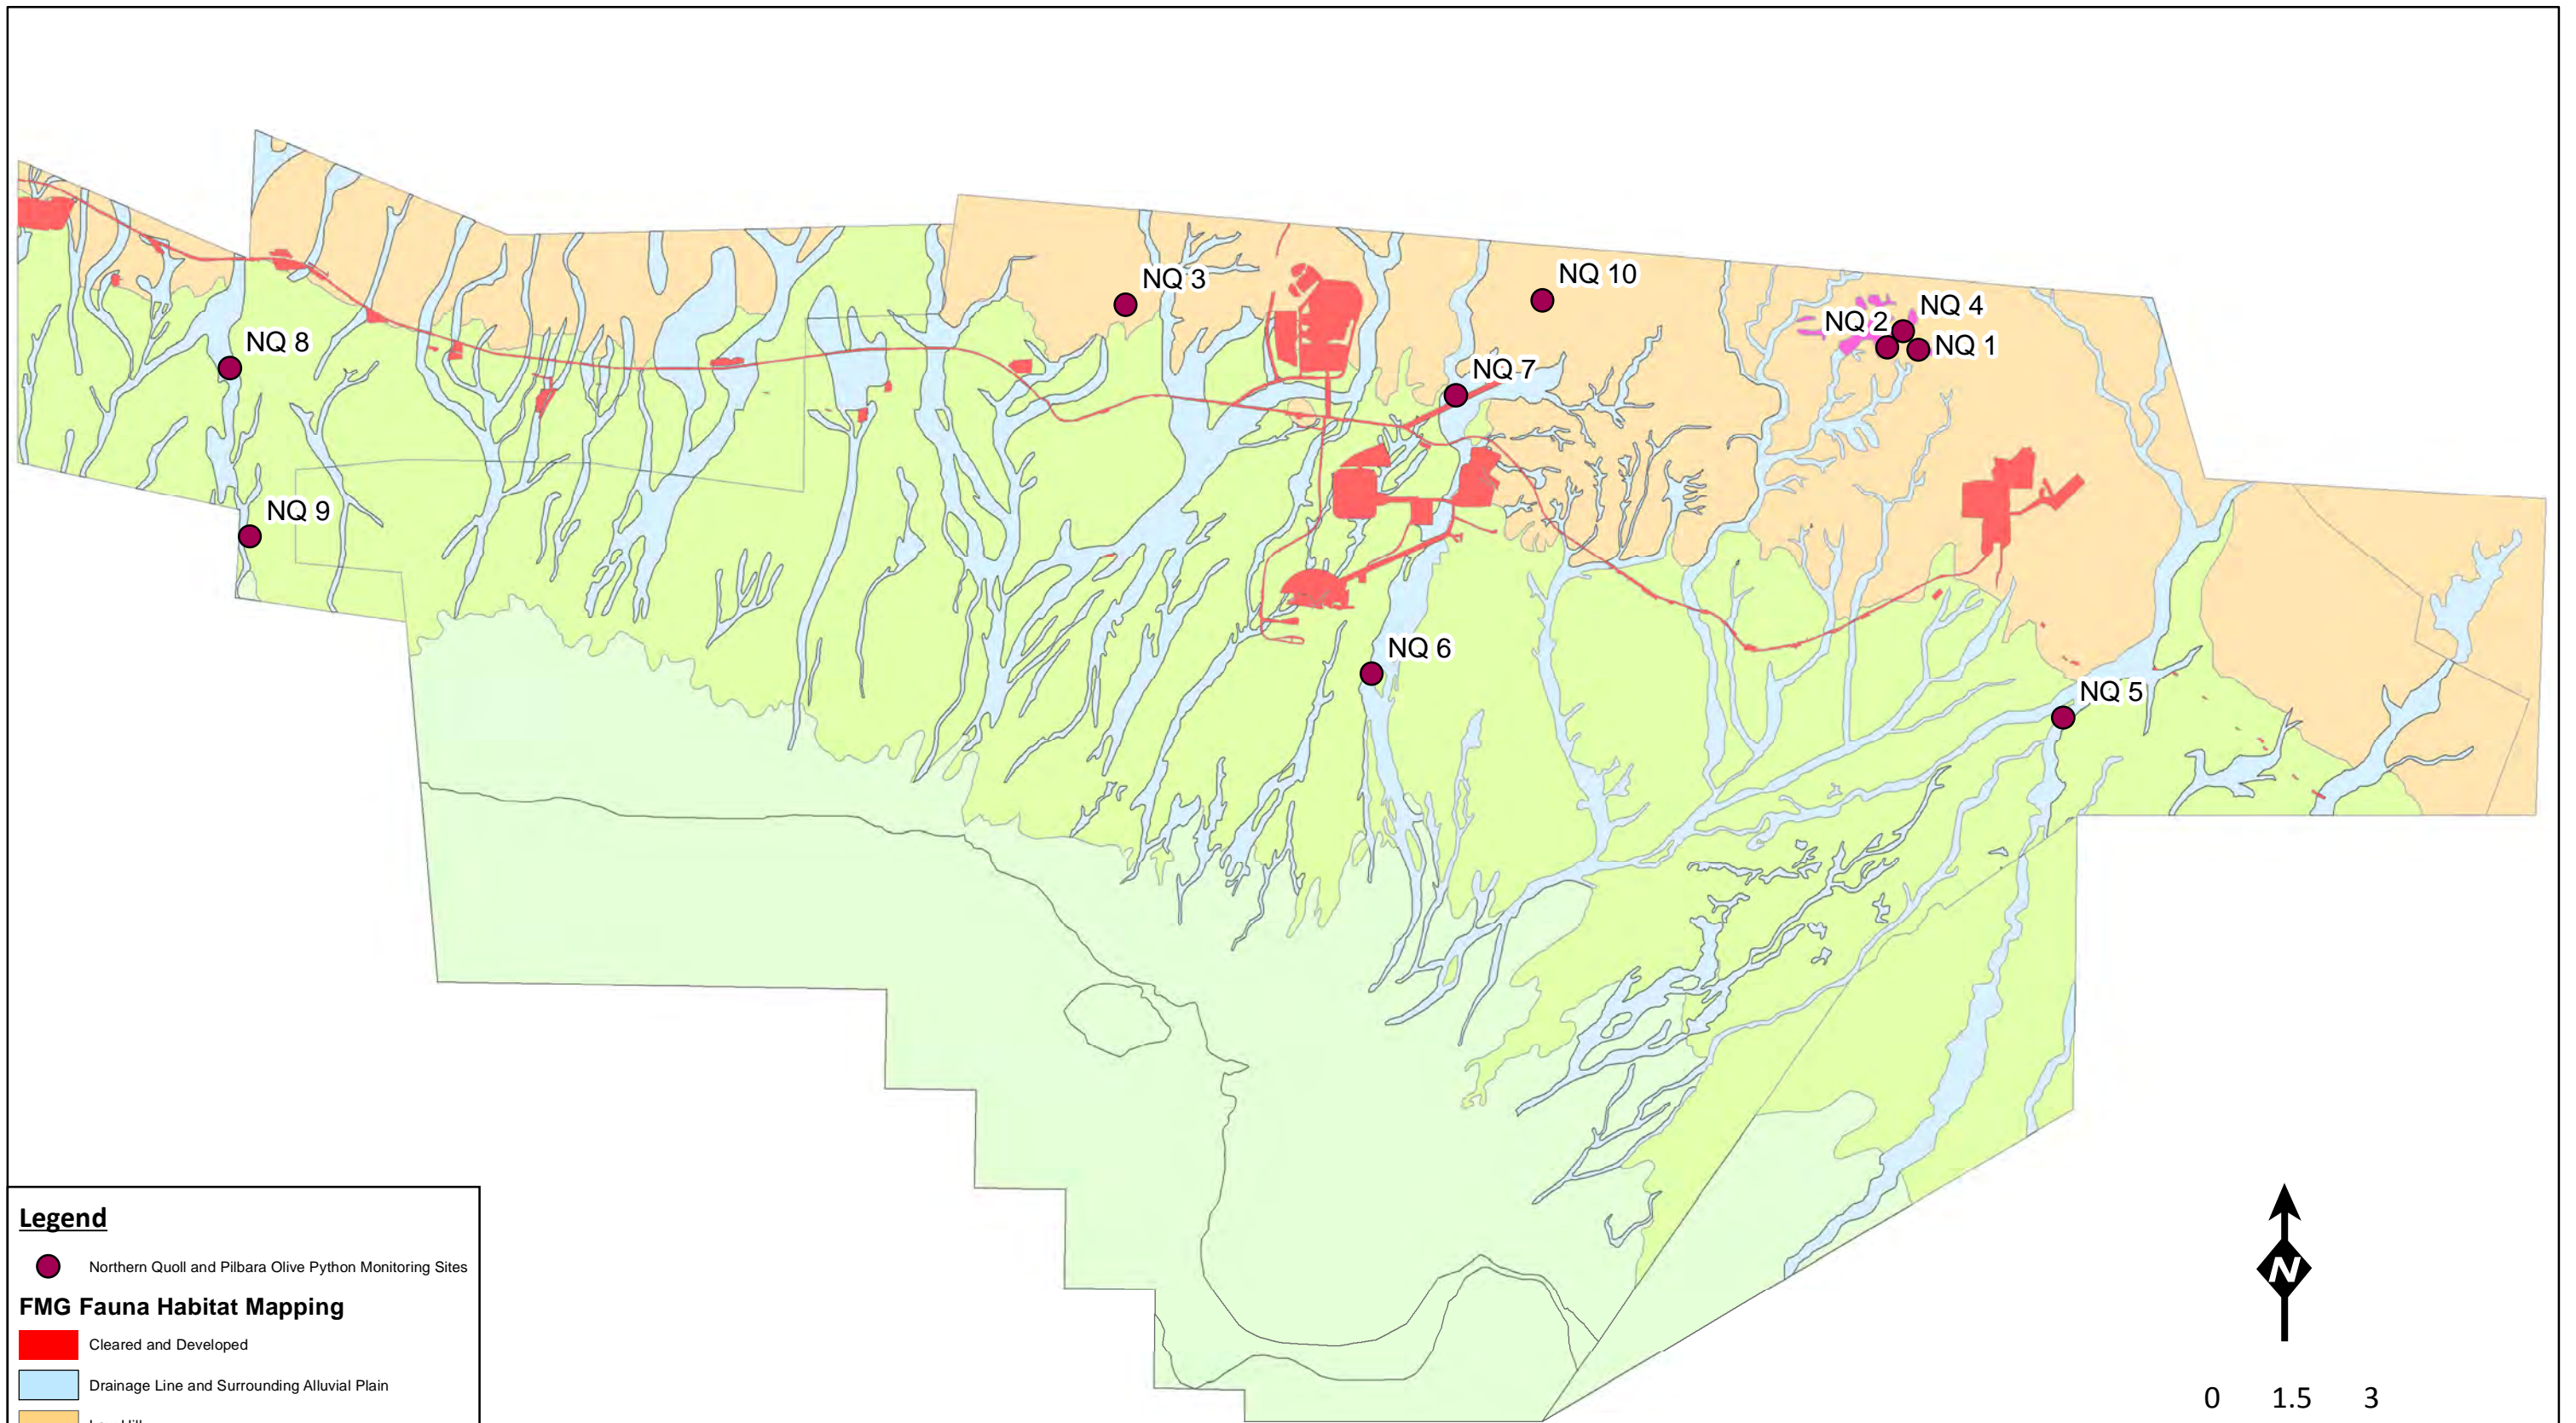 NQ 3
NQ 10
NQ 4
NQ 2
NQ 1
NQ 8
NQ 7
NQ 9
NQ 6
NQ 5
Legend
Northern Quoll and Pilbara Olive Python Monitoring Sites
FMG Fauna Habitat Mapping
Cleared and Developed
Drainage Line and Surrounding Alluvial Plain
N
0 1.5 3